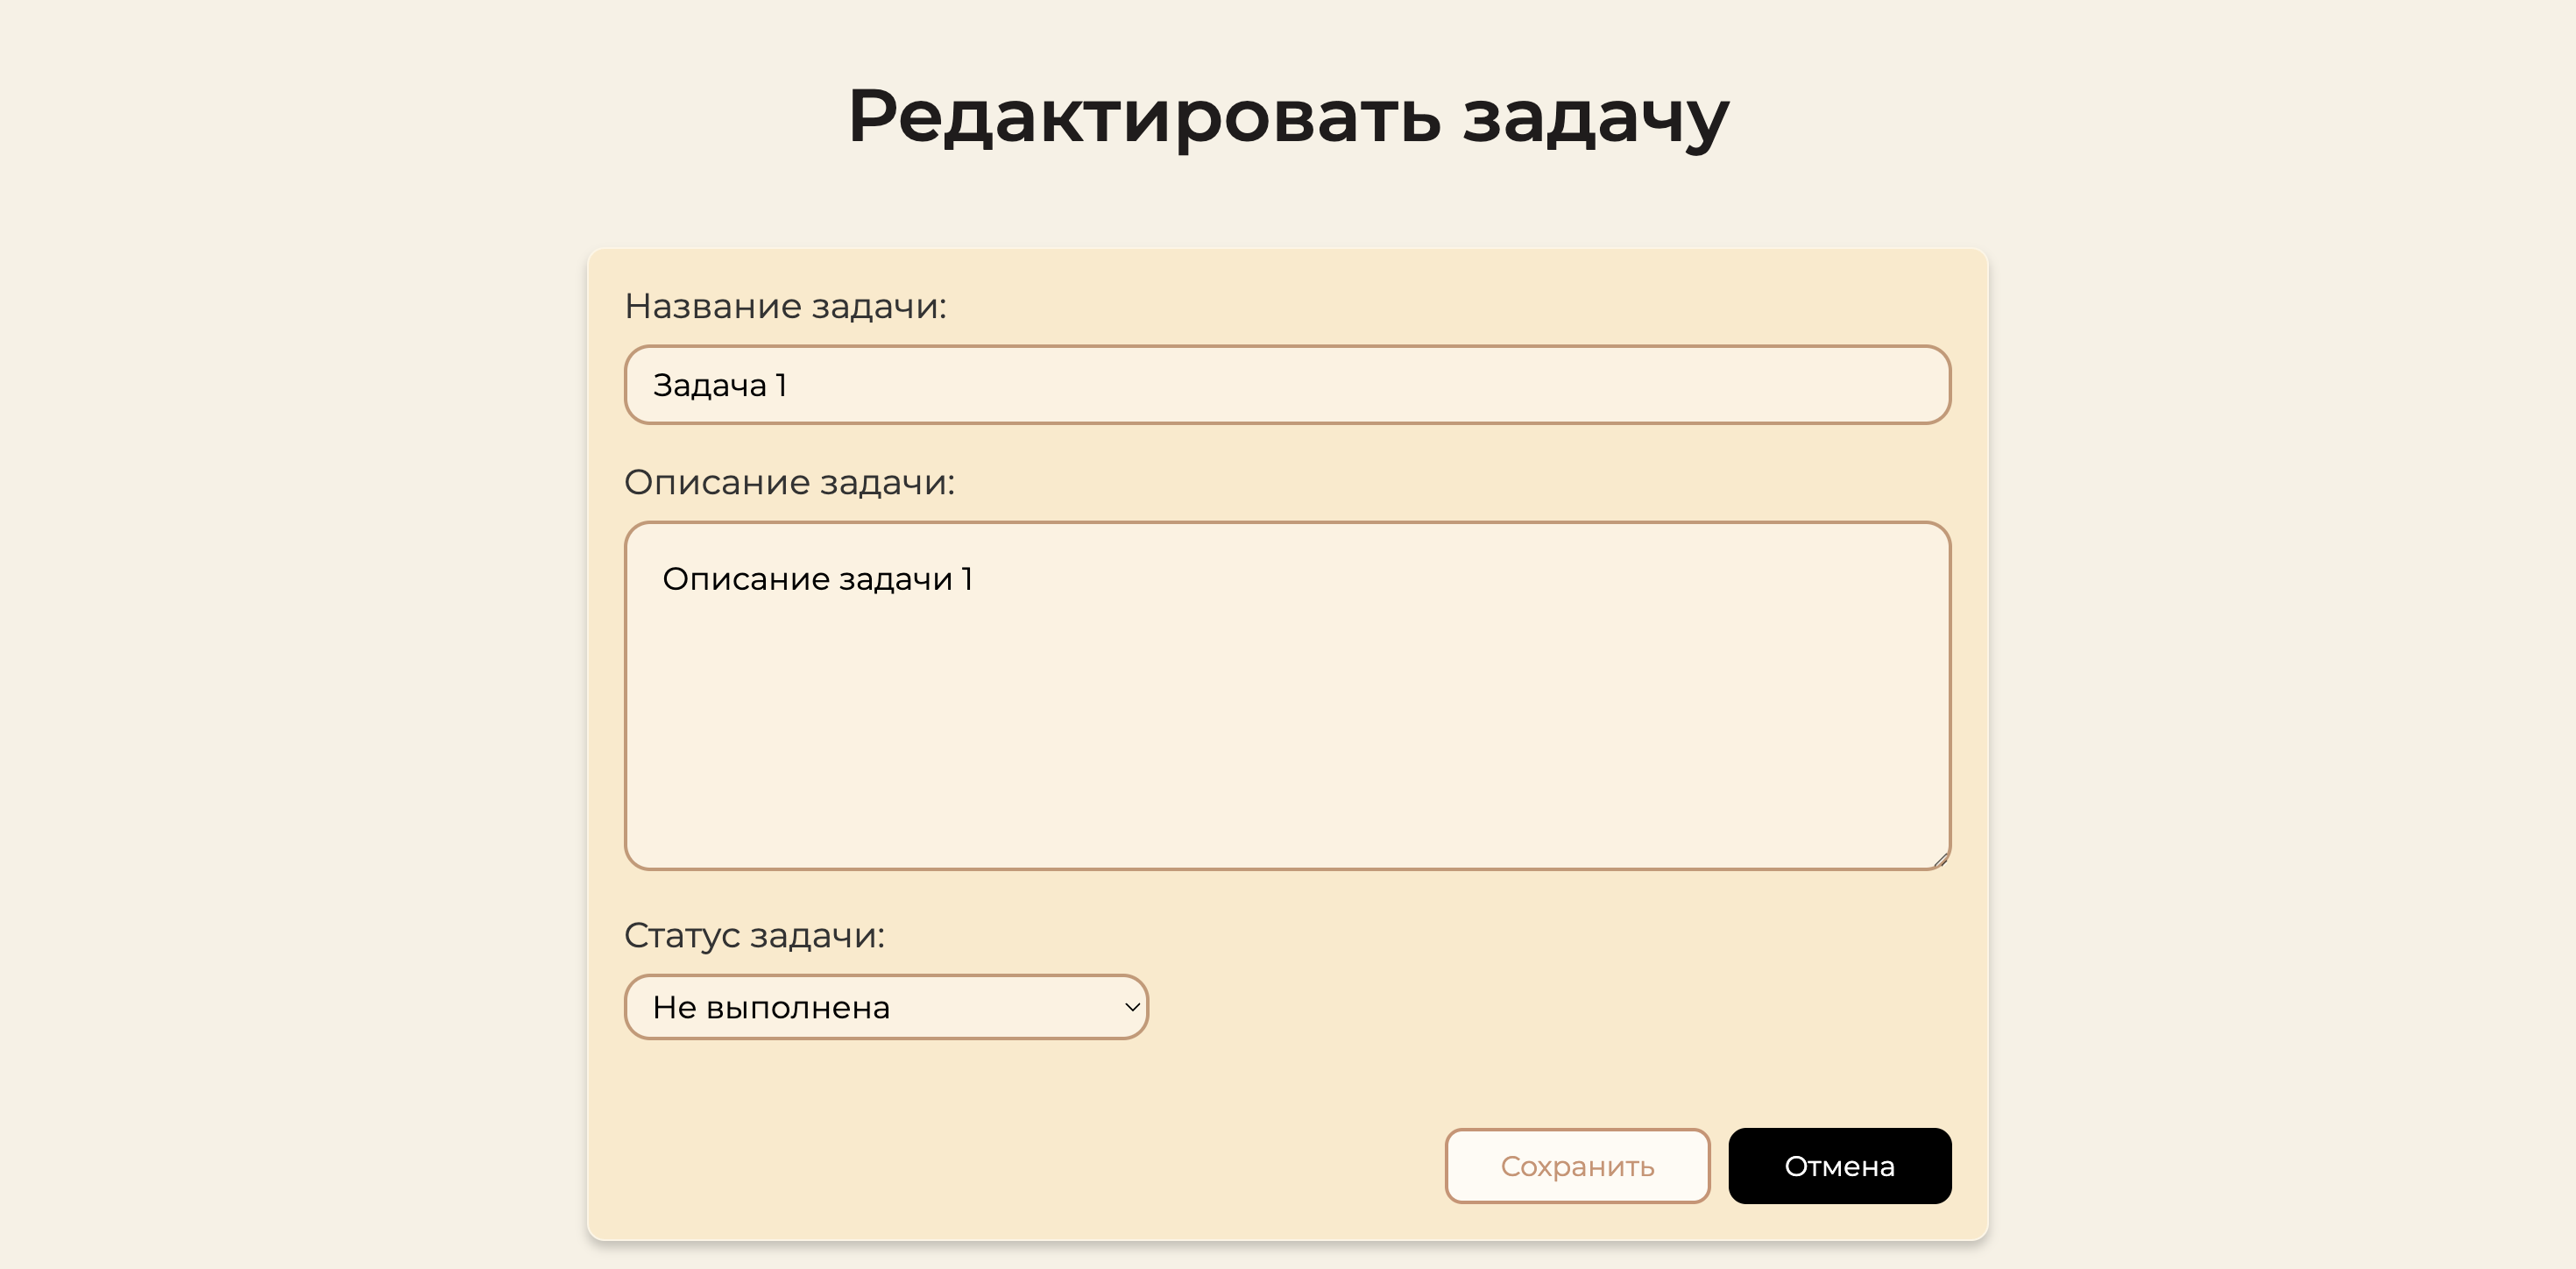 Редактировать задачу
Название задачи:
Задача 1
Описание задачи:
Описание задачи 1
Статус задачи:
Не выполнена
Сохранить
Отмена